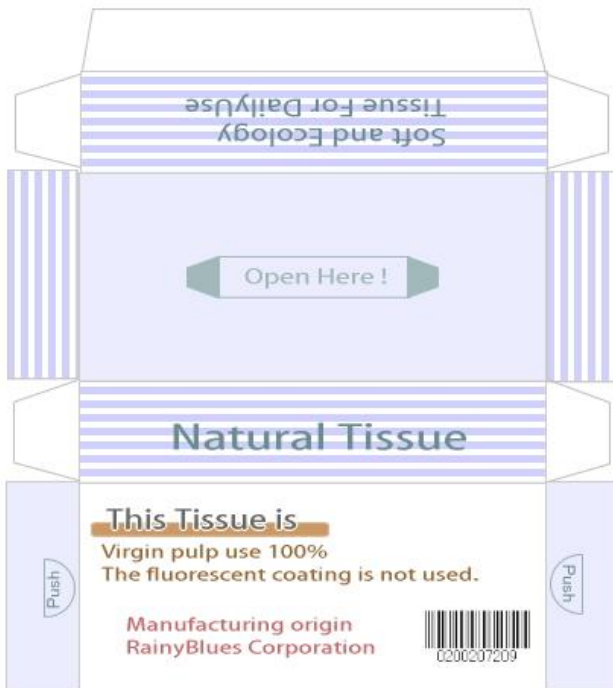 Soft and Ecology
Tissue For DailyUse
Open Here !
Natural Tissue
This Tissue is
Virgin pulp use 100%
The fluorescent coating is not used.
Push
Push
Manufacturing origin
RainyBlues Corporation
0200207209